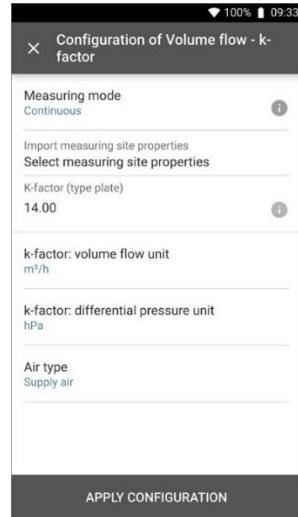 100% 09:33
Configuration of Volume flow - k-
factor
Measuring mode
Continuous
Import measuring site properties
Select measuring site properties
K-factor (type plate)
14.00
k-factor: volume flow unit
m³/h
k-factor: differential pressure unit
hPa
Air type
Supply air
APPLY CONFIGURATION